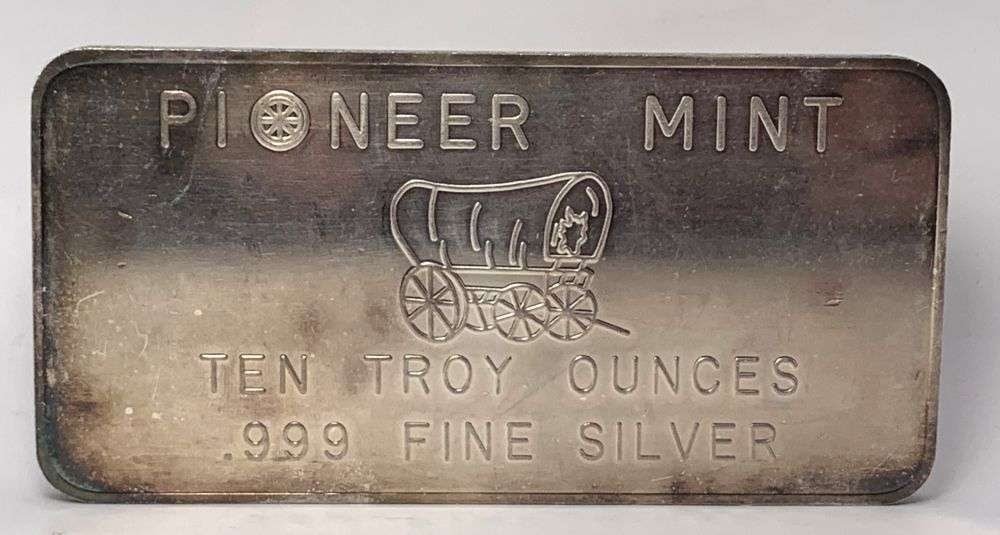 PIONEER MINT
TEN TROY OUNCES
.999 FINE SILVER